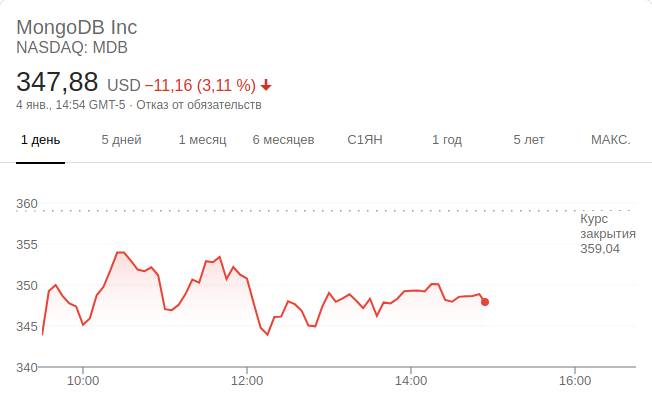 MongoDB Inc
NASDAQ: MDB
347,88 USD −11,16 (3,11 %)
4 янв., 14:54 GMT-5 · Отказ от обязательств
1 день 5 дней 1 месяц 6 месяцев С1ЯН 1 год 5 лет МАКС.
360
Курс
закрытия
359,04
355
350
345
340
10:00 12:00 14:00 16:00